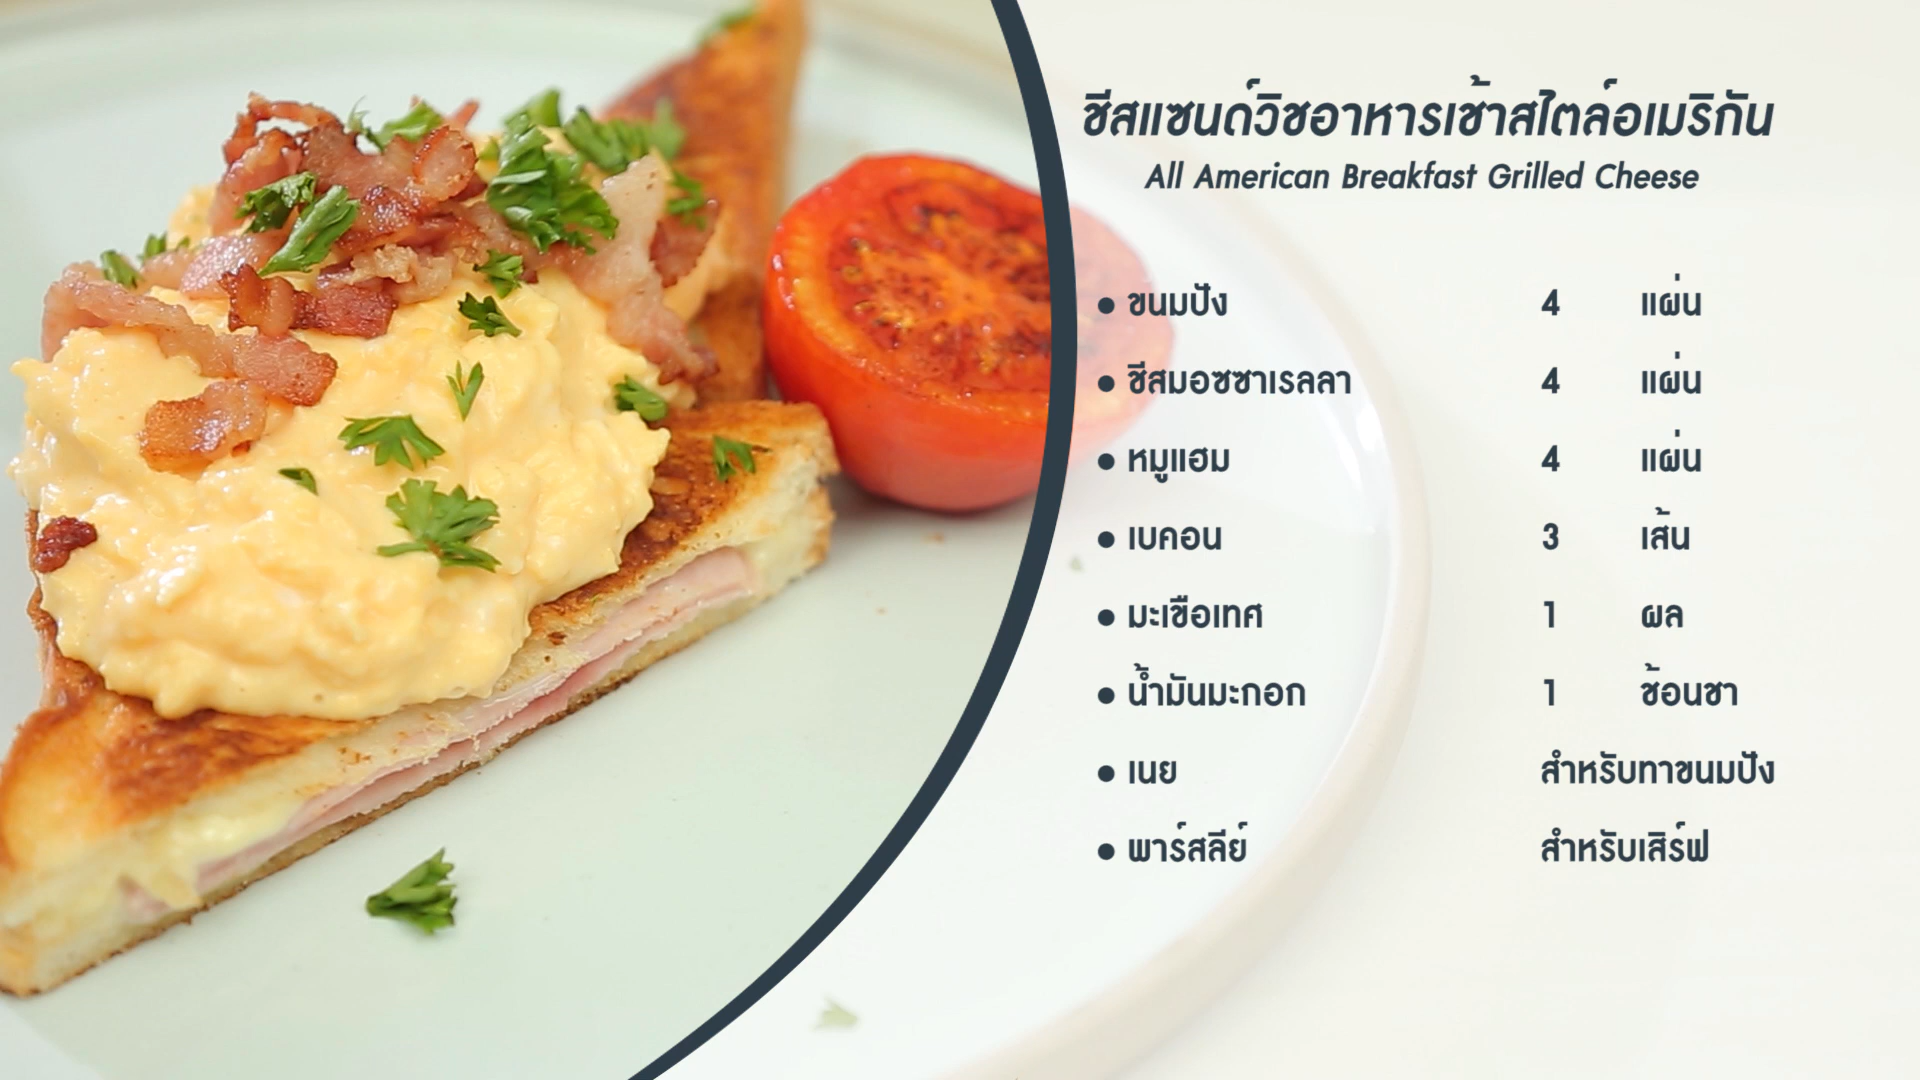 ชีสแซนด์วิชอาหารเช้าสไตล์อเมริกัน
All American Breakfast Grilled Cheese
• ขนมปัง 4 แผ่น
• ชีสมอซซาเรลลา 4 แผ่น
• หมูแฮม 4 แผ่น
• เบคอน 3 เส้น
• มะเขือเทศ 1 ผล
• น้ำมันมะกอก 1 ช้อนชา
• เนย สำหรับทาขนมปัง
• พาร์สลีย์ สำหรับเสิร์ฟ